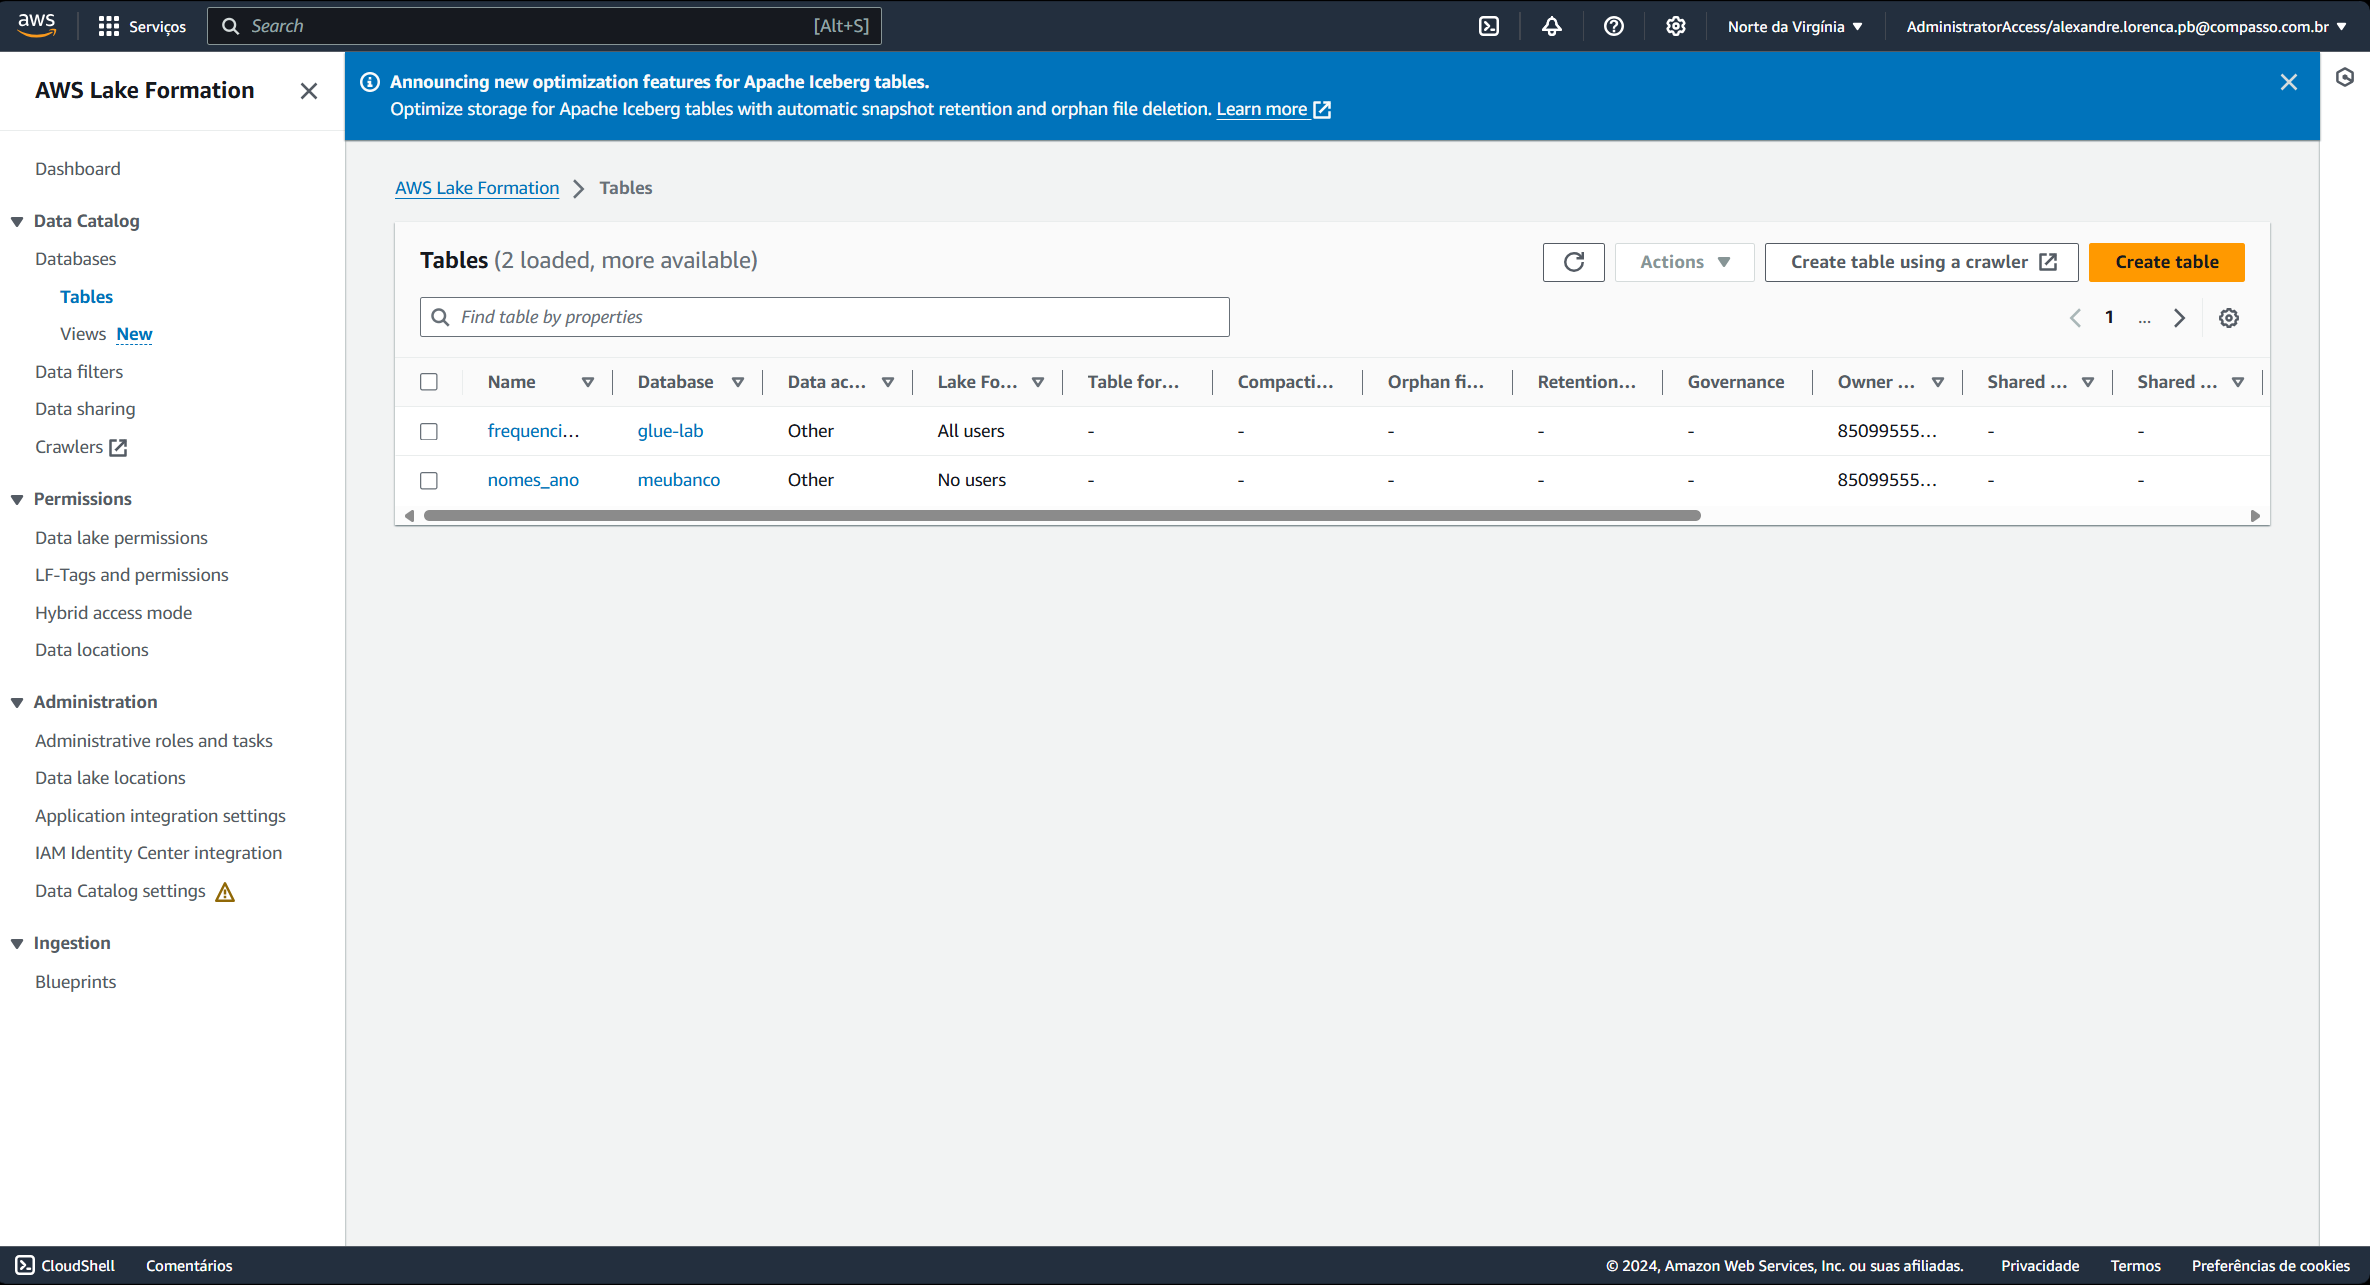 aws Serviços Search [Alt+S] Norte da Virgínia AdministratorAccess/alexandre.lorenca.pb@compasso.com.br
AWS Lake Formation
Dashboard
Data Catalog
Databases
Tables
Views New
Data filters
Data sharing
Crawlers
Permissions
Data lake permissions
LF-Tags and permissions
Hybrid access mode
Data locations
Administration
Administrative roles and tasks
Data lake locations
Application integration settings
IAM Identity Center integration
Data Catalog settings
Ingestion
Blueprints
Announcing new optimization features for Apache Iceberg tables.
Optimize storage for Apache Iceberg tables with automatic snapshot retention and orphan file deletion. Learn more
AWS Lake Formation Tables
Tables (2 loaded, more available) Actions Create table using a crawler Create table
Find table by properties 1 ...
Name Database Data ac... Lake Fo... Table for... Compacti... Orphan fi... Retention... Governance Owner ... Shared ... Shared ...
frequenci... glue-lab Other All users - - - - - 85099555... - -
nomes_ano meubanco Other No users - - - - - 85099555... - -
CloudShell Comentários © 2024, Amazon Web Services, Inc. ou suas afiliadas. Privacidade Termos Preferências de cookies